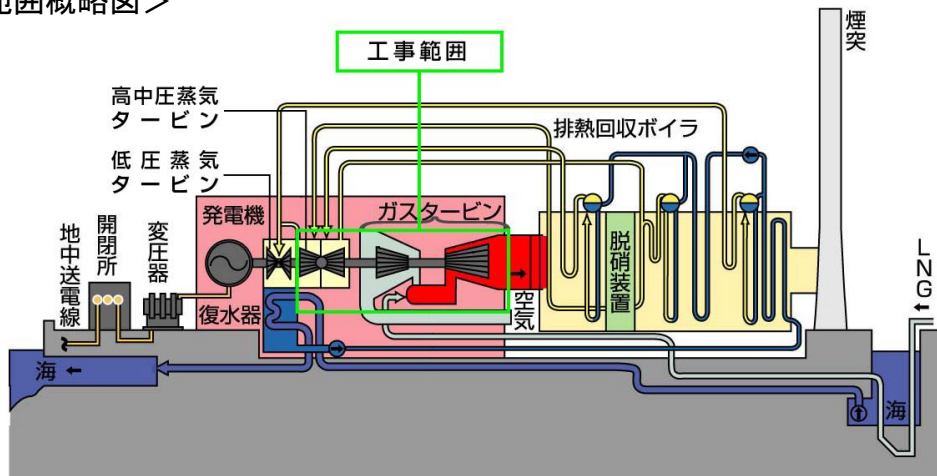 範囲概略図＞
工事範囲
煙突
高中圧蒸気
タービン
排熱回収ボイラ
低圧蒸気
タービン
発電機
ガスタービン
地中送電線
開閉所
変圧器
脱硝装置
LNG
復水器
空気
海
海